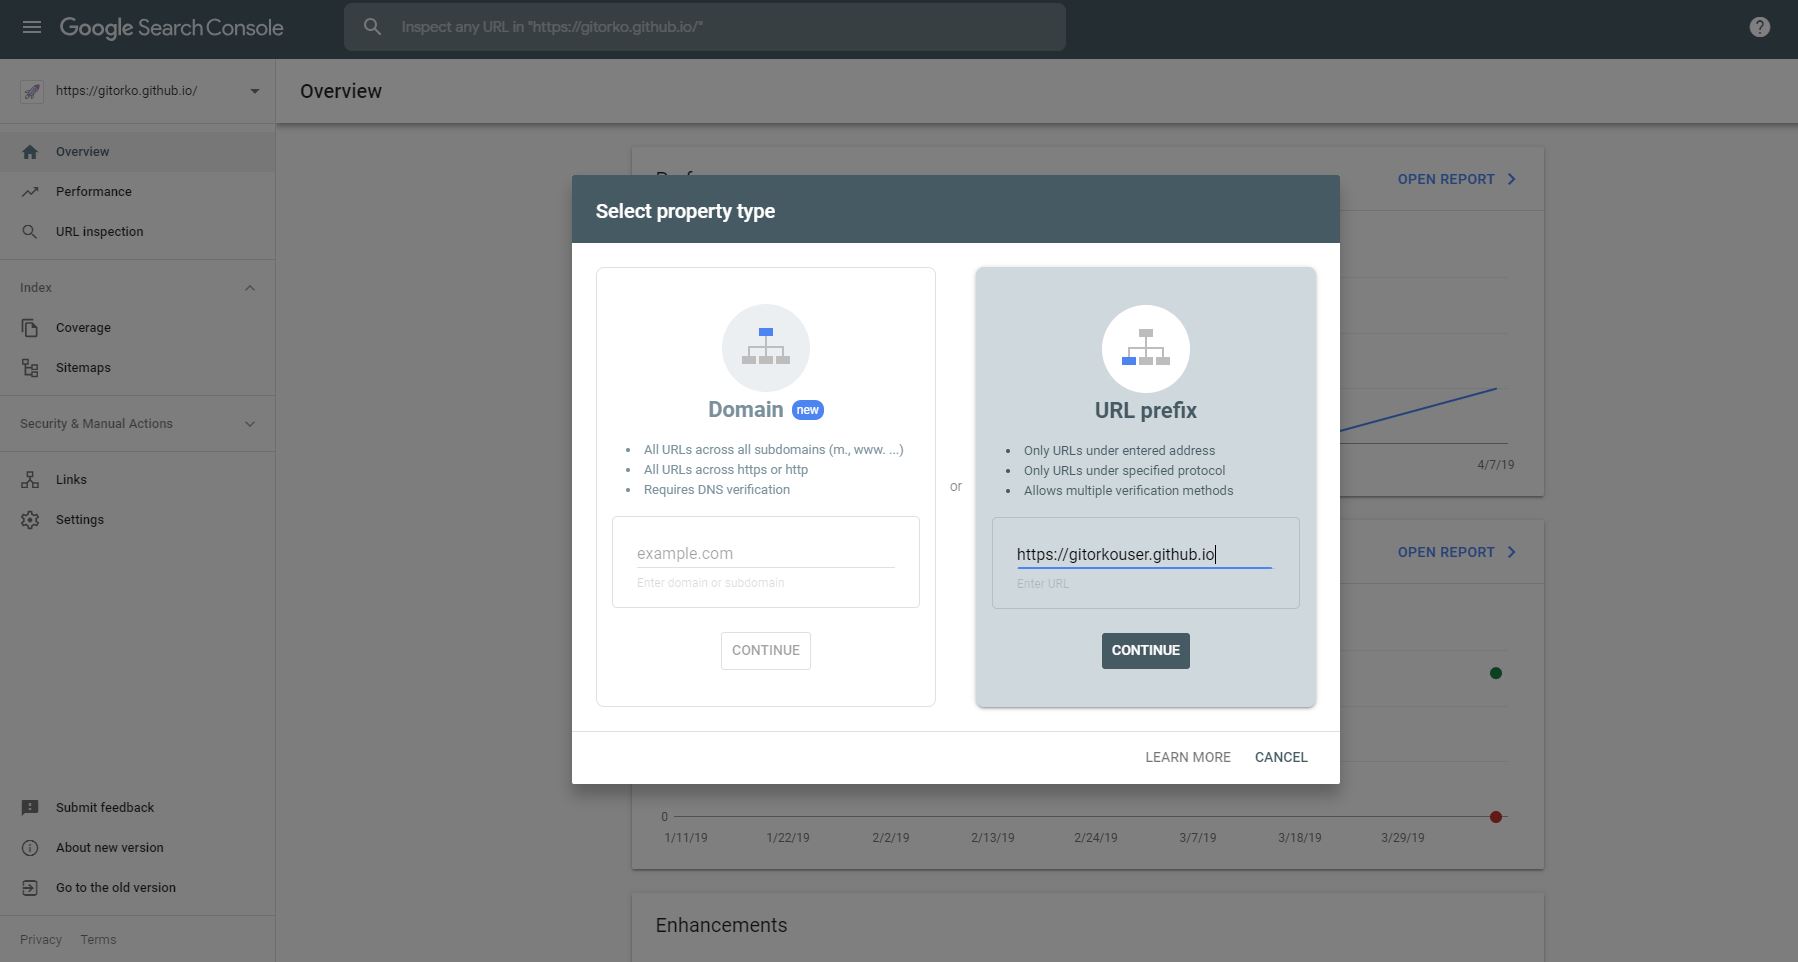 Google Search Console
Inspect any URL in "https://gitorko.github.io/"
https://gitorko.github.io/
Overview
Overview
Performance
URL inspection
Index
Coverage
Sitemaps
Security & Manual Actions
Links
Settings
Submit feedback
About new version
Go to the old version
Privacy Terms
OPEN REPORT
Select property type
Domain new
All URLs across all subdomains (m., www. ...)
All URLs across https or http
Requires DNS verification
example.com
Enter domain or subdomain
CONTINUE
or
URL prefix
Only URLs under entered address
Only URLs under specified protocol
Allows multiple verification methods
https://gitorkouser.github.io
Enter URL
CONTINUE
LEARN MORE CANCEL
4/7/19
OPEN REPORT
0
1/11/19 1/22/19 2/2/19 2/13/19 2/24/19 3/7/19 3/18/19 3/29/19
Enhancements